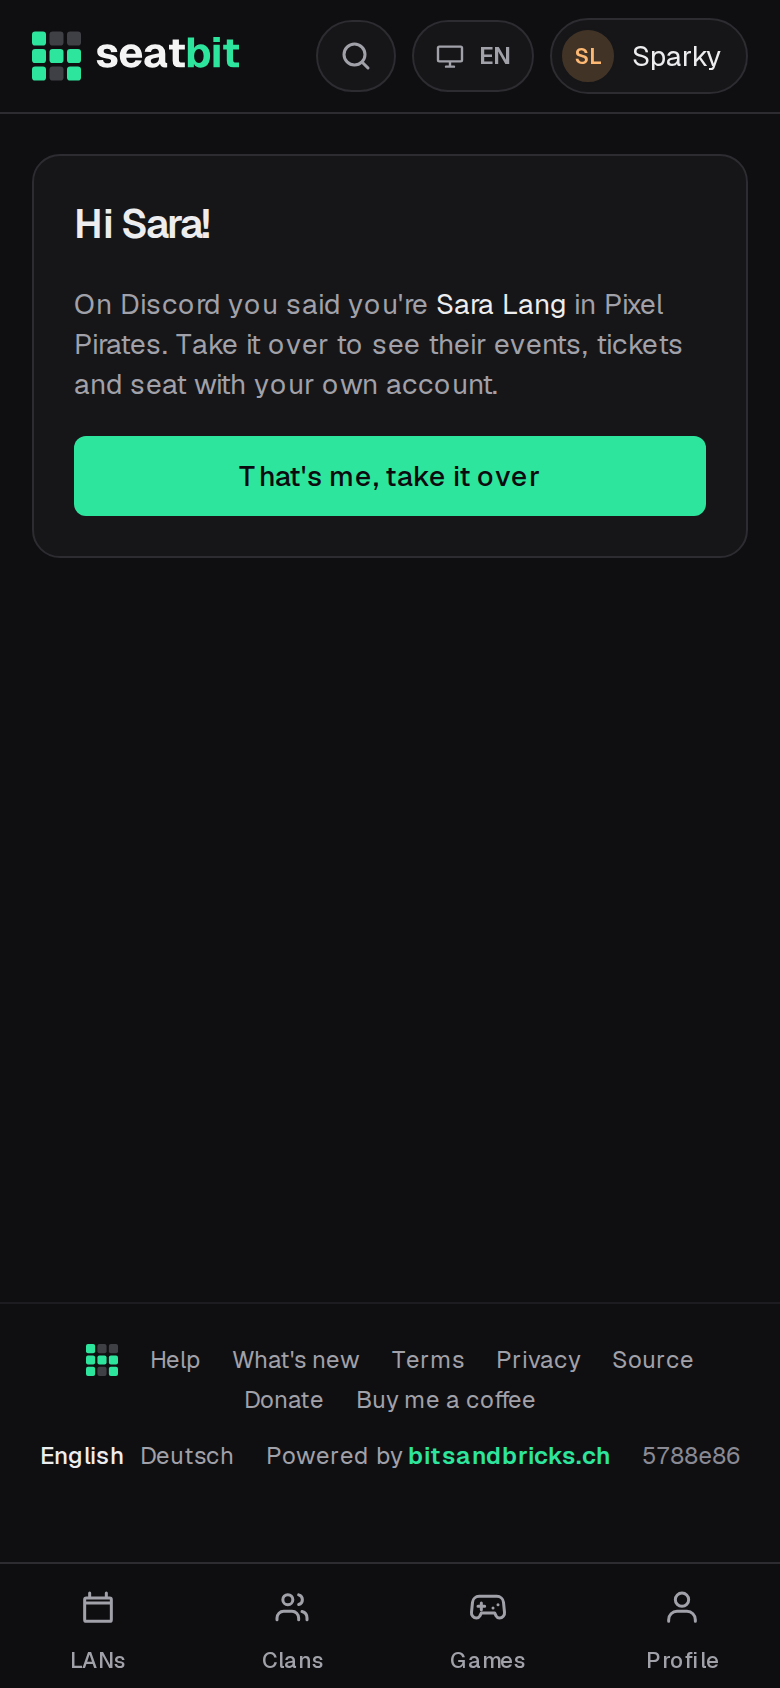 seatbit EN SL Sparky
Hi Sara!
On Discord you said you're Sara Lang in Pixel
Pirates. Take it over to see their events, tickets
and seat with your own account.
That's me, take it over
Help What's new Terms Privacy Source
Donate Buy me a coffee
English Deutsch Powered by bitsandbricks.ch 5788e86
LANs Clans Games Profile